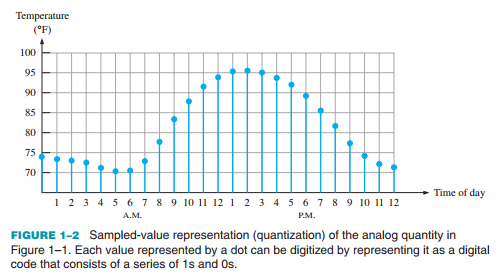 Temperature
(°F)
100
95
90
85
80
75
70
1 2 3 4 5 6 7 8 9 10 11 12 1 2 3 4 5 6 7 8 9 10 11 12
Time of day
A.M.
P.M.
FIGURE 1–2 Sampled-value representation (quantization) of the analog quantity in
Figure 1–1. Each value represented by a dot can be digitized by representing it as a digital
code that consists of a series of 1s and 0s.